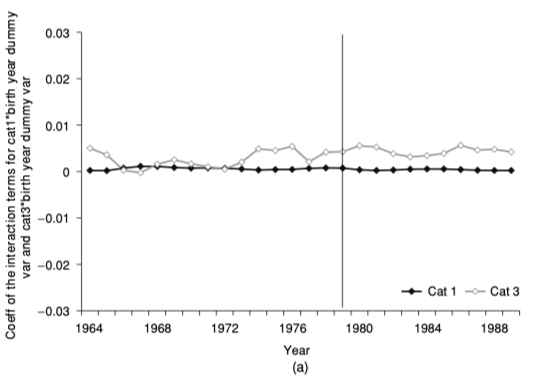 Coeff of the interaction terms for cat1*birth year dummy
var and cat3*birth year dummy var
0.03
0.02
0.01
0
−0.01
−0.02
−0.03
Cat 1 Cat 3
1964 1968 1972 1976 1980 1984 1988
Year
(a)